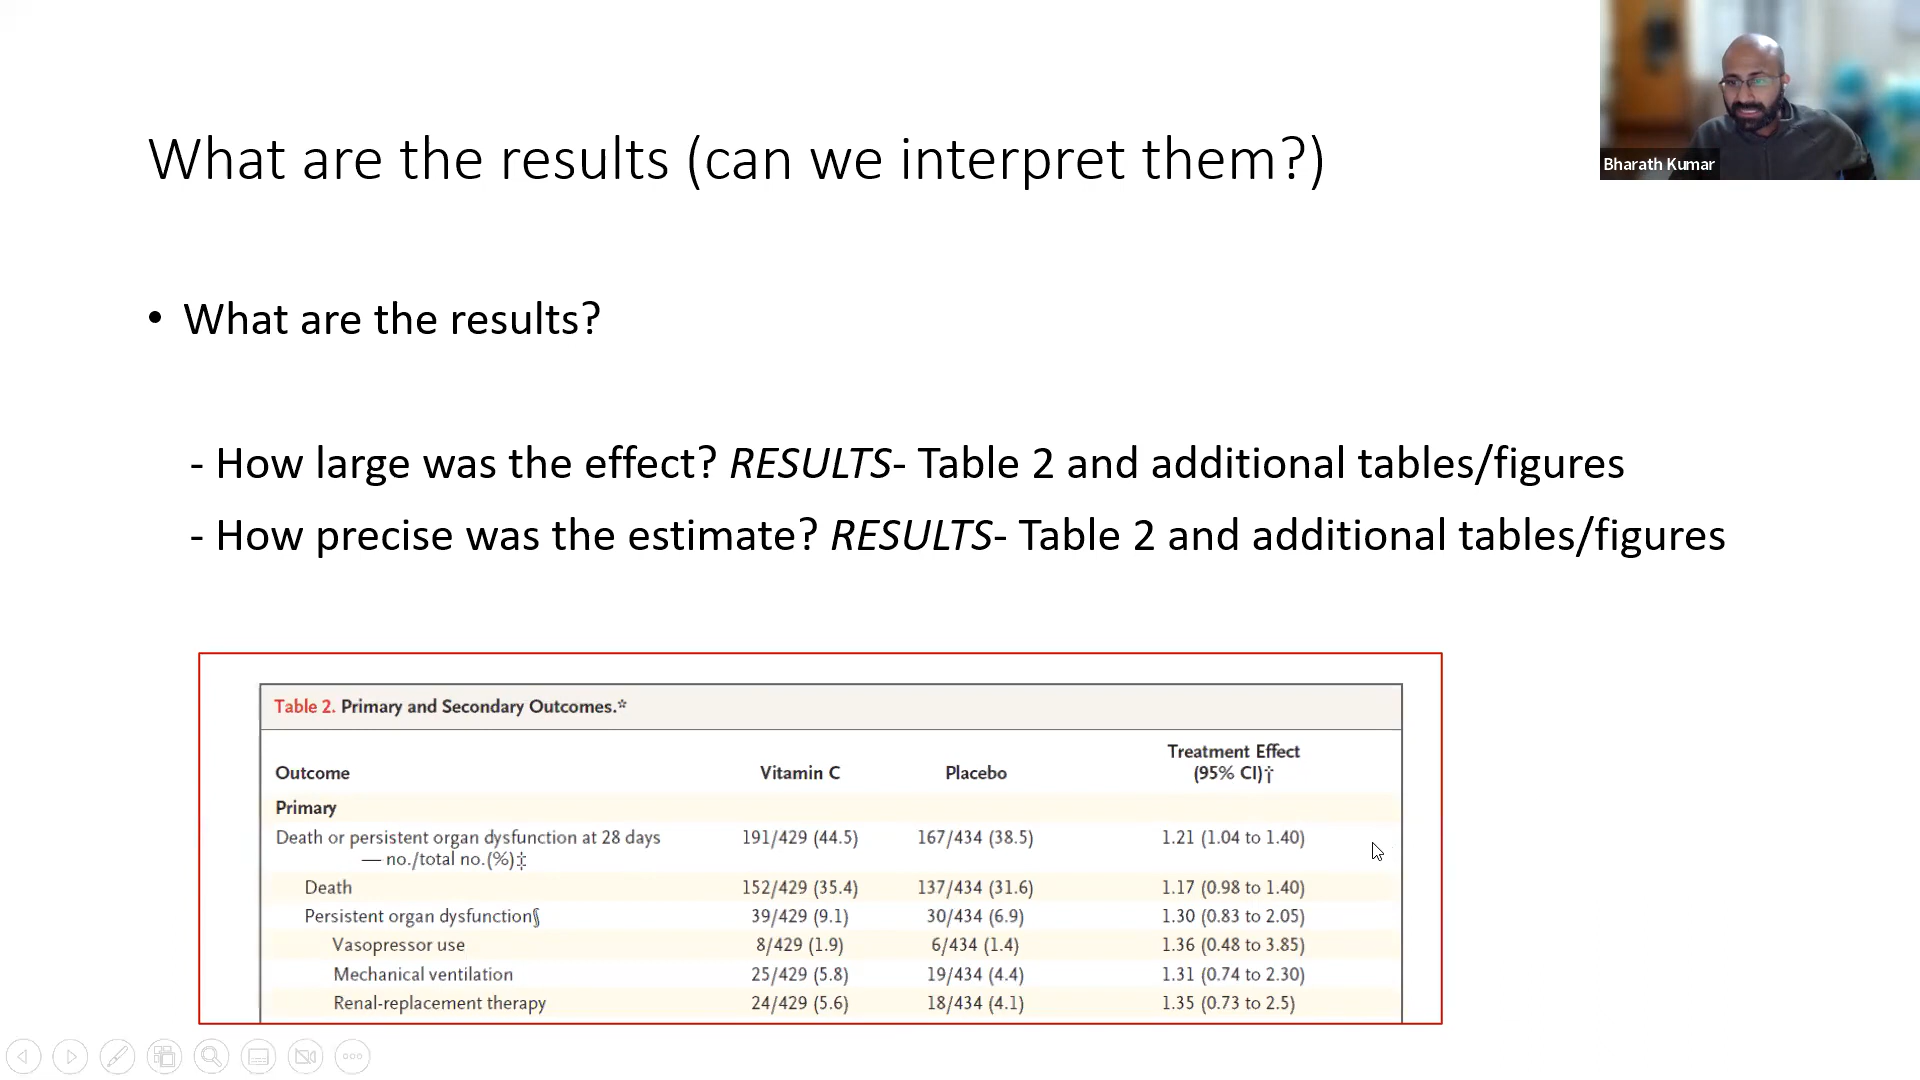 What are the results (can we interpret them?)
Bharath Kumar
• What are the results?
- How large was the effect? RESULTS- Table 2 and additional tables/figures
- How precise was the estimate? RESULTS- Table 2 and additional tables/figures
Table 2. Primary and Secondary Outcomes.*
Outcome Vitamin C Placebo Treatment Effect (95% CI)†
Primary
Death or persistent organ dysfunction at 28 days 191/429 (44.5) 167/434 (38.5) 1.21 (1.04 to 1.40)
— no./total no.(%)‡
Death 152/429 (35.4) 137/434 (31.6) 1.17 (0.98 to 1.40)
Persistent organ dysfunction§ 39/429 (9.1) 30/434 (6.9) 1.30 (0.83 to 2.05)
Vasopressor use 8/429 (1.9) 6/434 (1.4) 1.36 (0.48 to 3.85)
Mechanical ventilation 25/429 (5.8) 19/434 (4.4) 1.31 (0.74 to 2.30)
Renal-replacement therapy 24/429 (5.6) 18/434 (4.1) 1.35 (0.73 to 2.5)